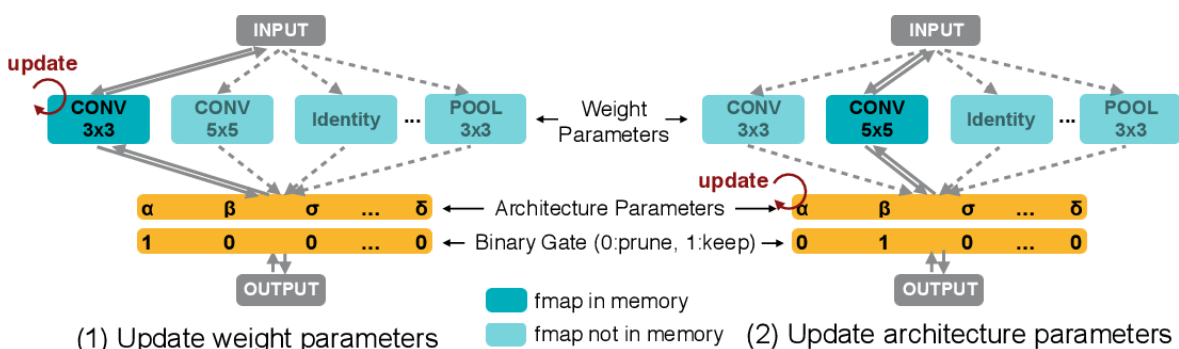 INPUT
update
CONV
3x3
CONV
5x5
Identity
...
POOL
3x3
α β σ ... δ
1 0 0 ... 0
OUTPUT
(1) Update weight parameters
Weight
Parameters
Architecture Parameters
Binary Gate (0:prune, 1:keep)
fmap in memory
fmap not in memory
INPUT
CONV
3x3
CONV
5x5
Identity
...
POOL
3x3
update
α β σ ... δ
0 1 0 ... 0
OUTPUT
(2) Update architecture parameters